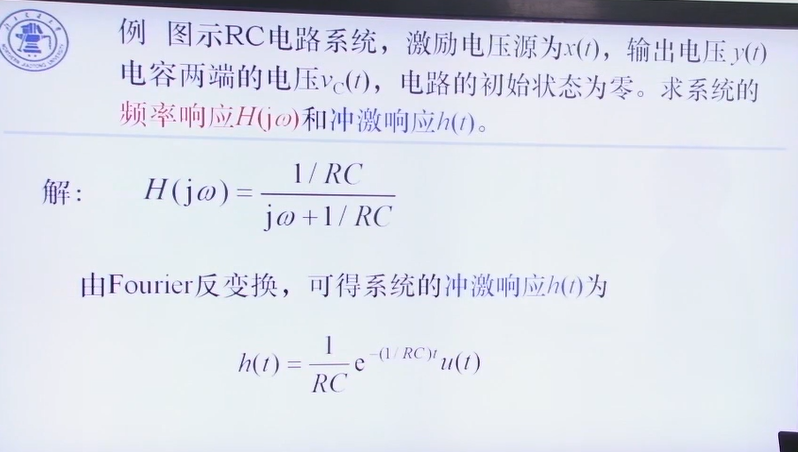 例 图示RC电路系统，激励电压源为x(t)，输出电压 y(t)
电容两端的电压v_C(t)，电路的初始状态为零。求系统的
频率响应H(jω)和冲激响应h(t)。
解： H(jω) = (1/RC) / (jω+1/RC)
由Fourier反变换，可得系统的冲激响应h(t)为
h(t) = (1/RC) e^{-(1/RC)t} u(t)